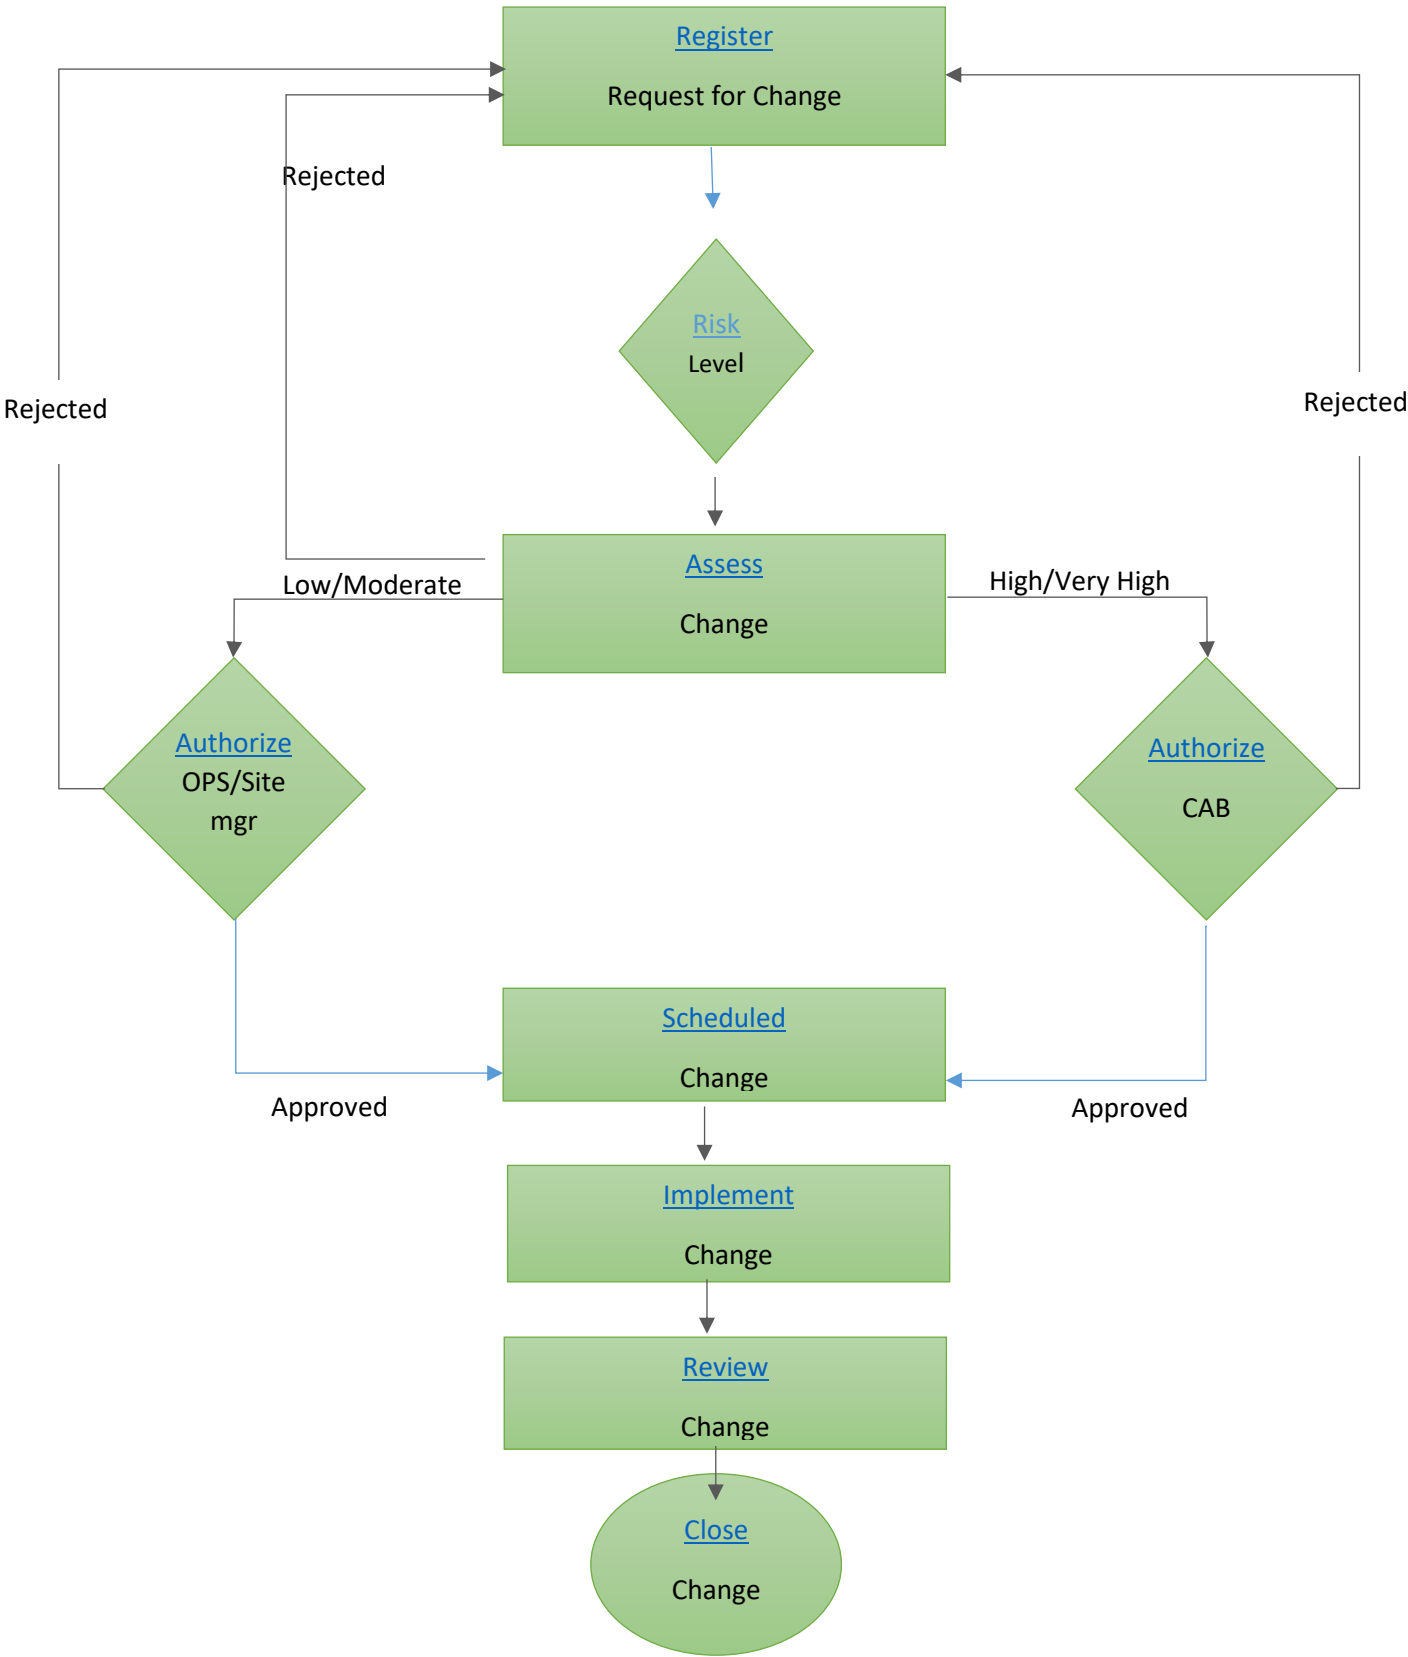 Register
Request for Change
Rejected
Risk
Level
Rejected
Rejected
Assess
Change
Low/Moderate
High/Very High
Authorize
OPS/Site
mgr
Authorize
CAB
Scheduled
Change
Approved
Approved
Implement
Change
Review
Change
Close
Change